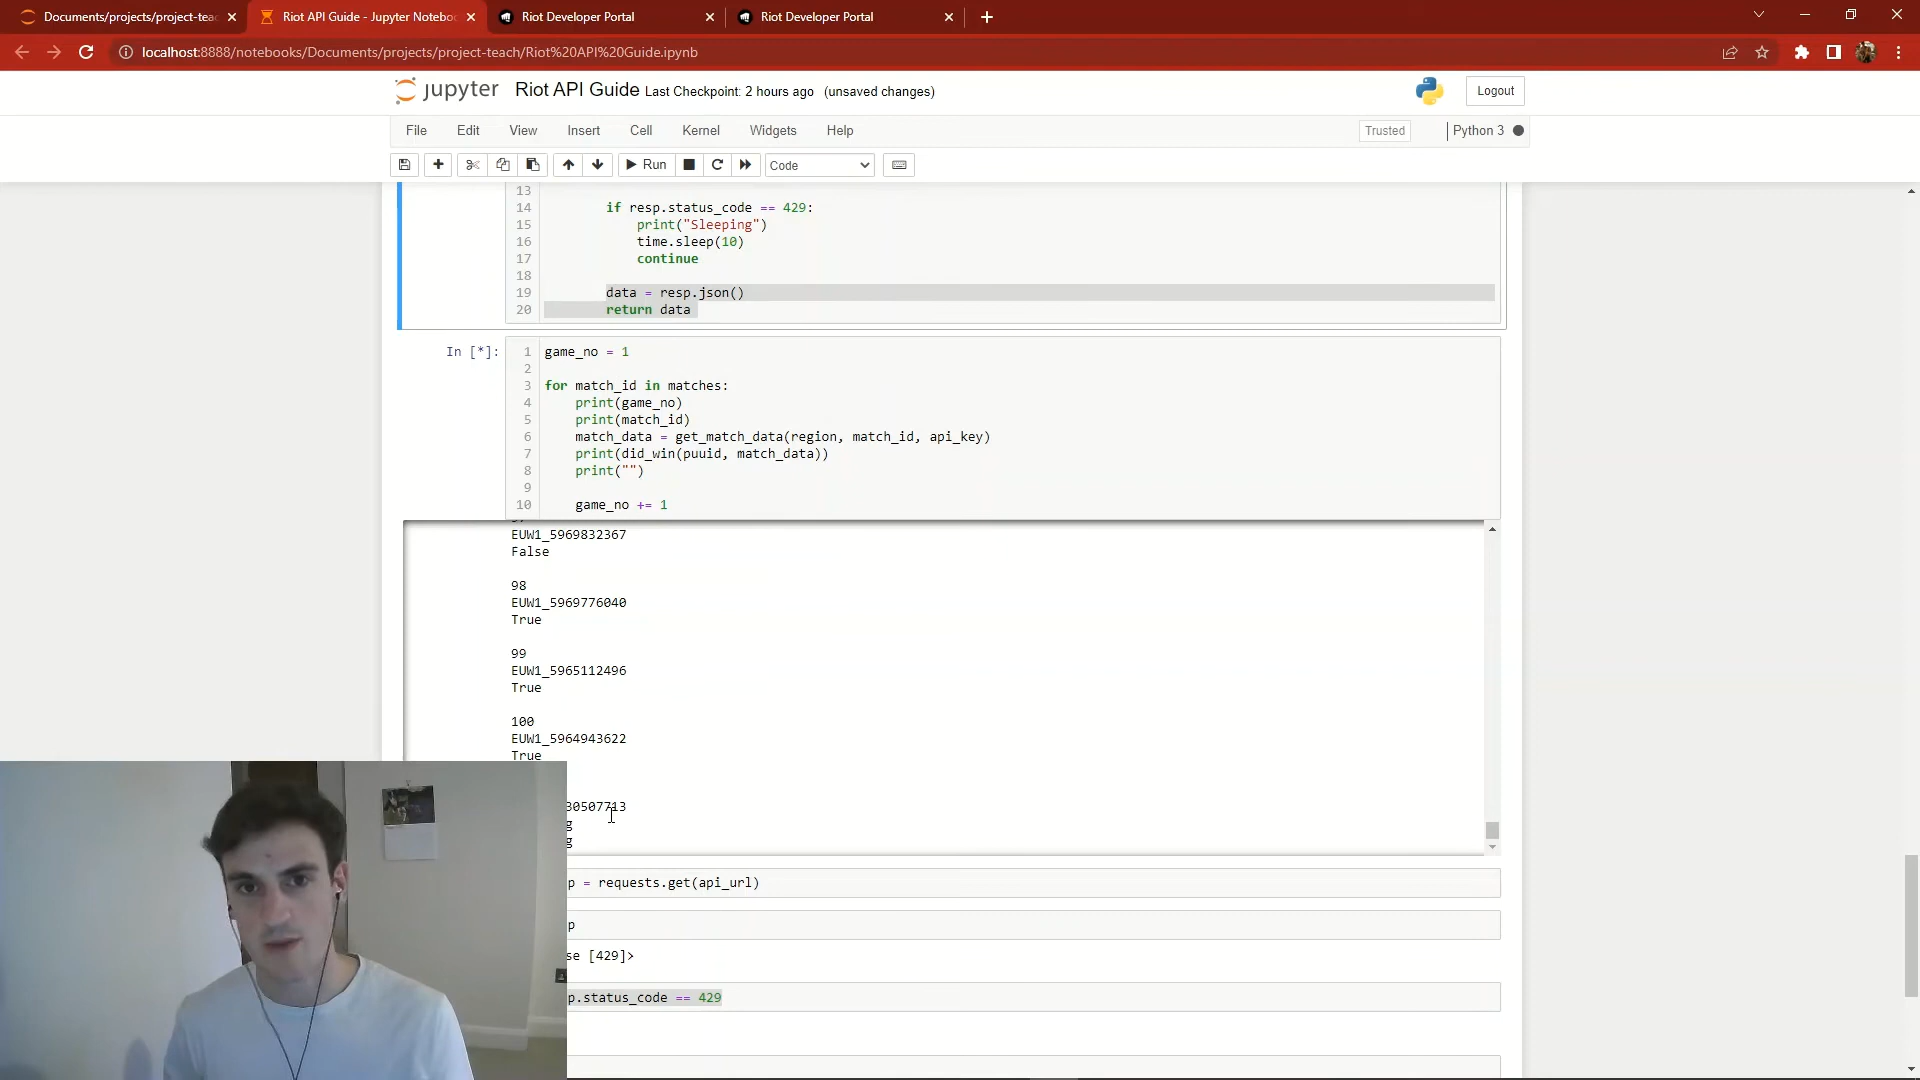 Documents/projects/project-tea
Riot API Guide - Jupyter Notebo
Riot Developer Portal
Riot Developer Portal
localhost:8888/notebooks/Documents/projects/project-teach/Riot%20API%20Guide.ipynb
jupyter
Riot API Guide Last Checkpoint: 2 hours ago (unsaved changes)
Logout
File Edit View Insert Cell Kernel Widgets Help
Trusted
Python 3
Run
Code
13
14 if resp.status_code == 429:
15 print("Sleeping")
16 time.sleep(10)
17 continue
18
19 data = resp.json()
20 return data
In [*]:
1 game_no = 1
2
3 for match_id in matches:
4 print(game_no)
5 print(match_id)
6 match_data = get_match_data(region, match_id, api_key)
7 print(did_win(puuid, match_data))
8 print("")
9
10 game_no += 1
EUW1_5969832367
False
98
EUW1_5969776040
True
99
EUW1_5965112496
True
100
EUW1_5964943622
True
30507713
g
g
p = requests.get(api_url)
p
se [429]>
p.status_code == 429